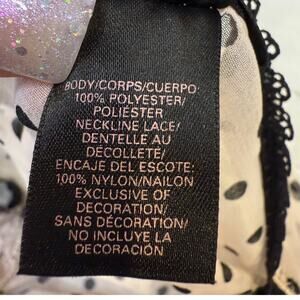 BODY/CORPS/CUERPO:
100% POLYESTER/
POLIÉSTER
NECKLINE LACE/
DENTELLE AU
DÉCOLLETÉ/
ENCAJE DEL ESCOTE:
100% NYLON/NAILON
EXCLUSIVE OF
DECORATION/
SANS DÉCORATION/
NO INCLUYE LA
DECORACIÓN